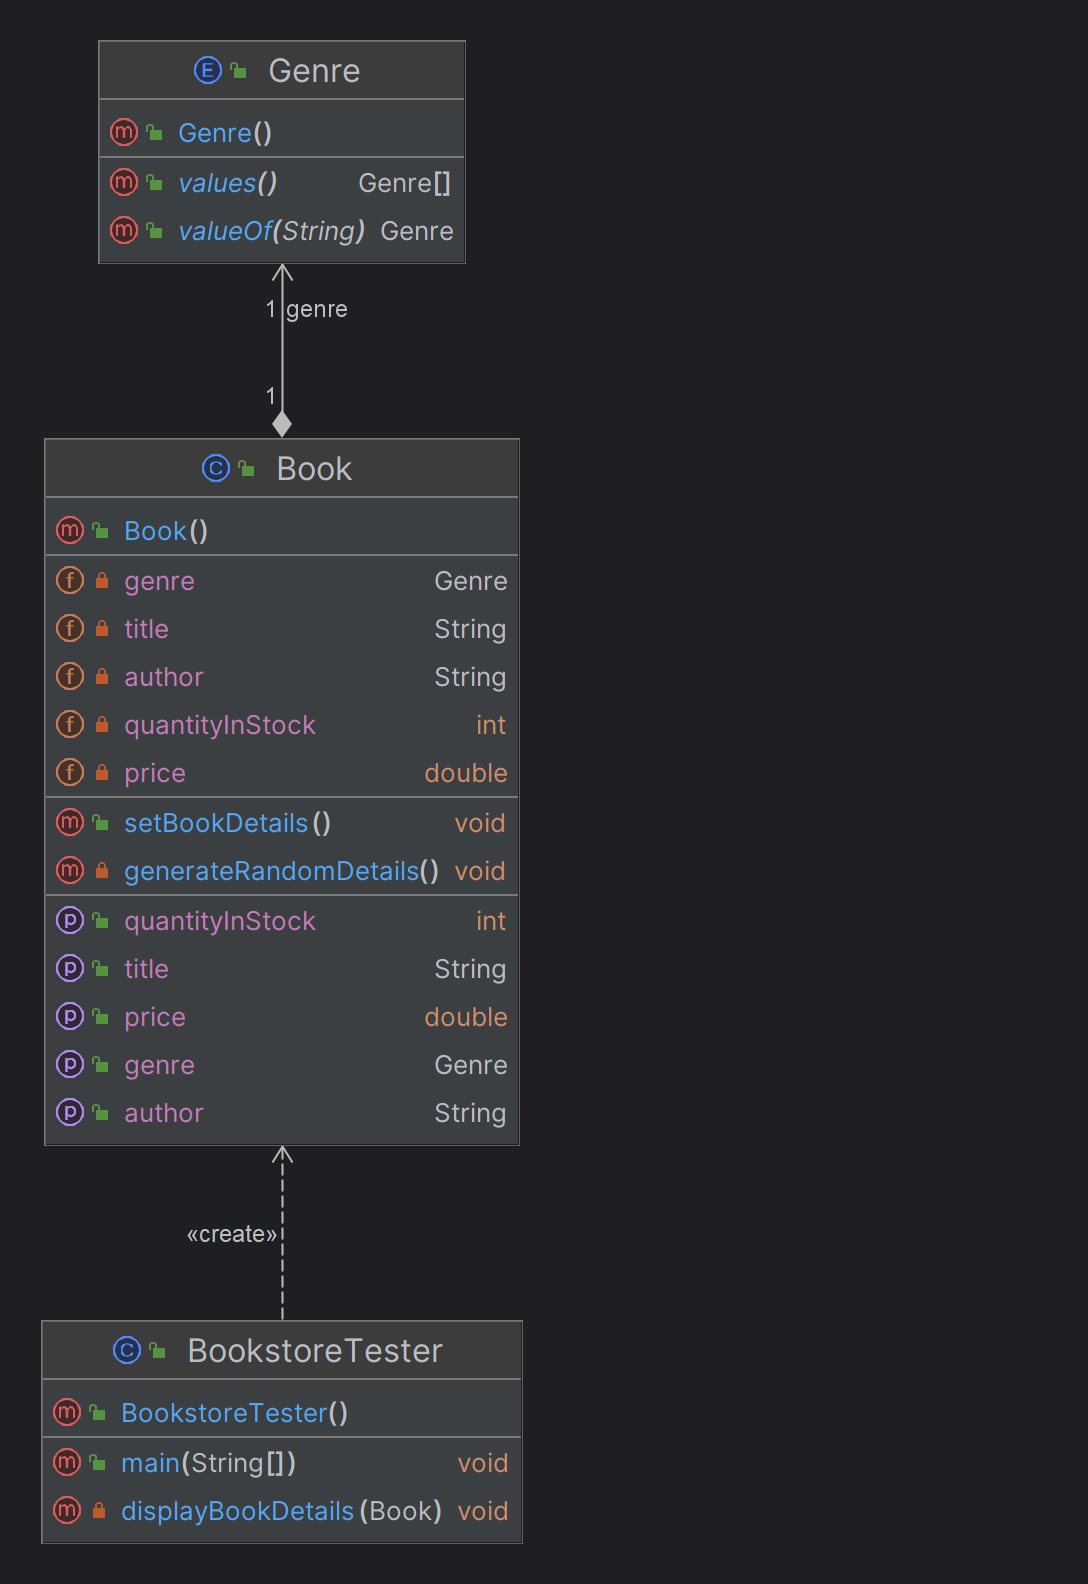 E Genre
m Genre()
m values() Genre[]
m valueOf(String) Genre
1 genre
1
C Book
m Book()
f genre Genre
f title String
f author String
f quantityInStock int
f price double
m setBookDetails() void
m generateRandomDetails() void
p quantityInStock int
p title String
p price double
p genre Genre
p author String
«create»
C BookstoreTester
m BookstoreTester()
m main(String[]) void
m displayBookDetails(Book) void